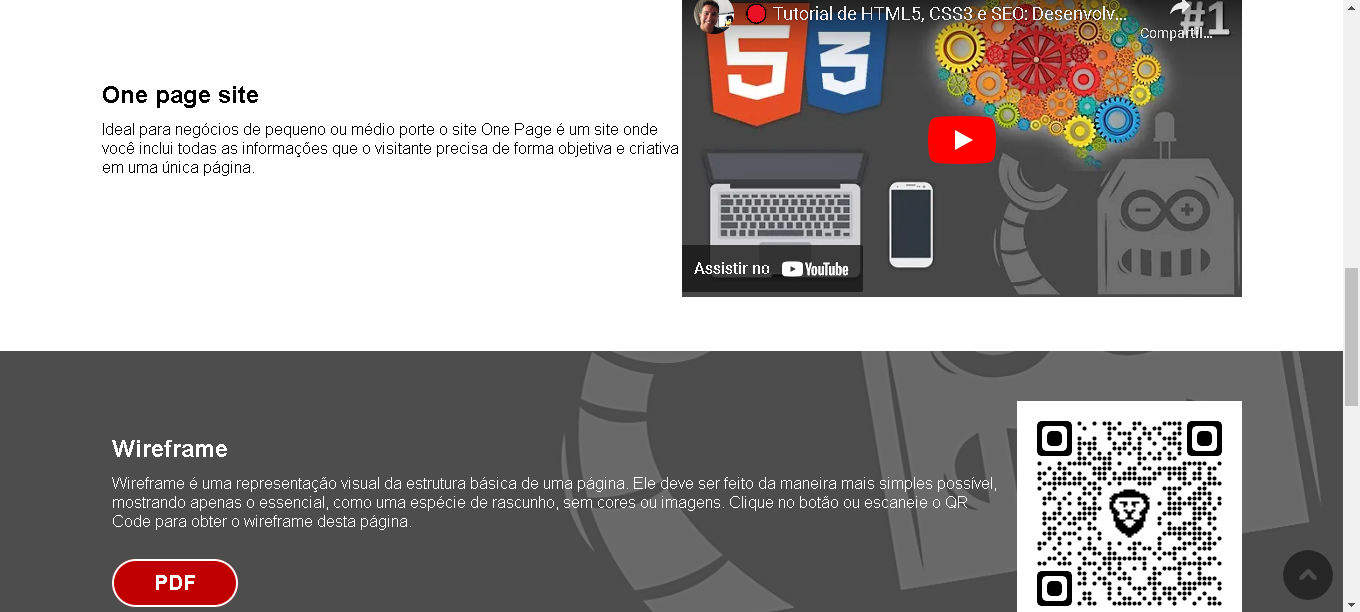 Tutorial de HTML5, CSS3 e SEO: Desenvolv...
#1
Compartil...
5 3
One page site
Ideal para negócios de pequeno ou médio porte o site One Page é um site onde
você inclui todas as informações que o visitante precisa de forma objetiva e criativa
em uma única página.
Assistir no YouTube
Wireframe
Wireframe é uma representação visual da estrutura básica de uma página. Ele deve ser feito da maneira mais simples possível,
mostrando apenas o essencial, como uma espécie de rascunho, sem cores ou imagens. Clique no botão ou escaneie o QR
Code para obter o wireframe desta página.
PDF